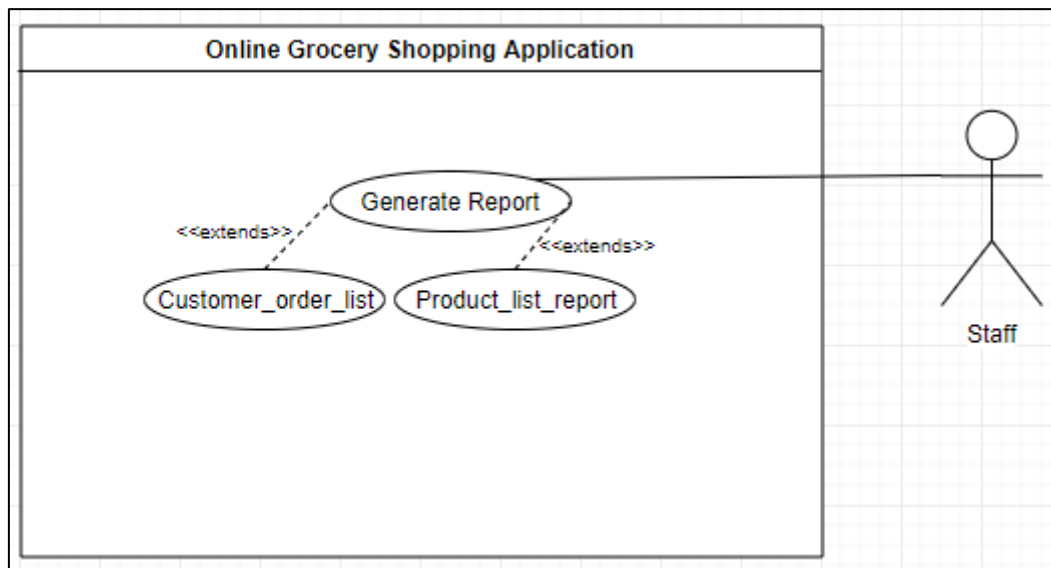 Online Grocery Shopping Application
Generate Report
<<extends>>
<<extends>>
Customer_order_list
Product_list_report
Staff